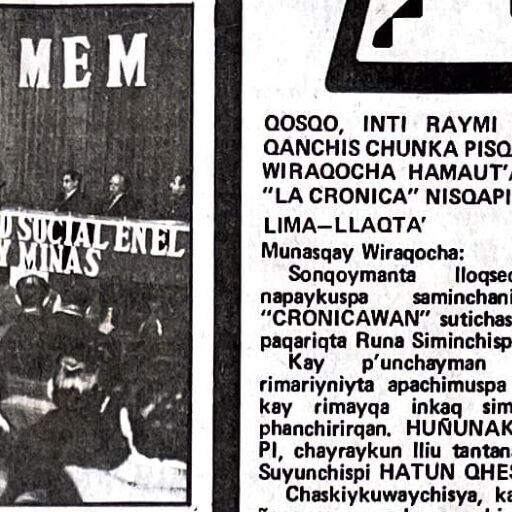 MEM
SOCIAL EN EL
Y MINAS
QOSQO, INTI RAYMI
QANCHIS CHUNKA PISQ
WIRAQOCHA HAMAUT'
"LA CRONICA" NISQAPI
LIMA—LLAQTA'
Munasqay Wiraqocha:
Sonqoymanta lloqse
napaykuspa saminchani
"CRONICAWAN" sutichas
paqariqta Runa Siminchisp
Kay p'unchayman
rimariyniyta apachimuspa
kay rimayqa inkaq sim
phanchirirqan. HUÑUNAK
PI, chayraykun lliu tantan
Suyunchispi HATUN QHES
Chaskiykuwaychisya, ka